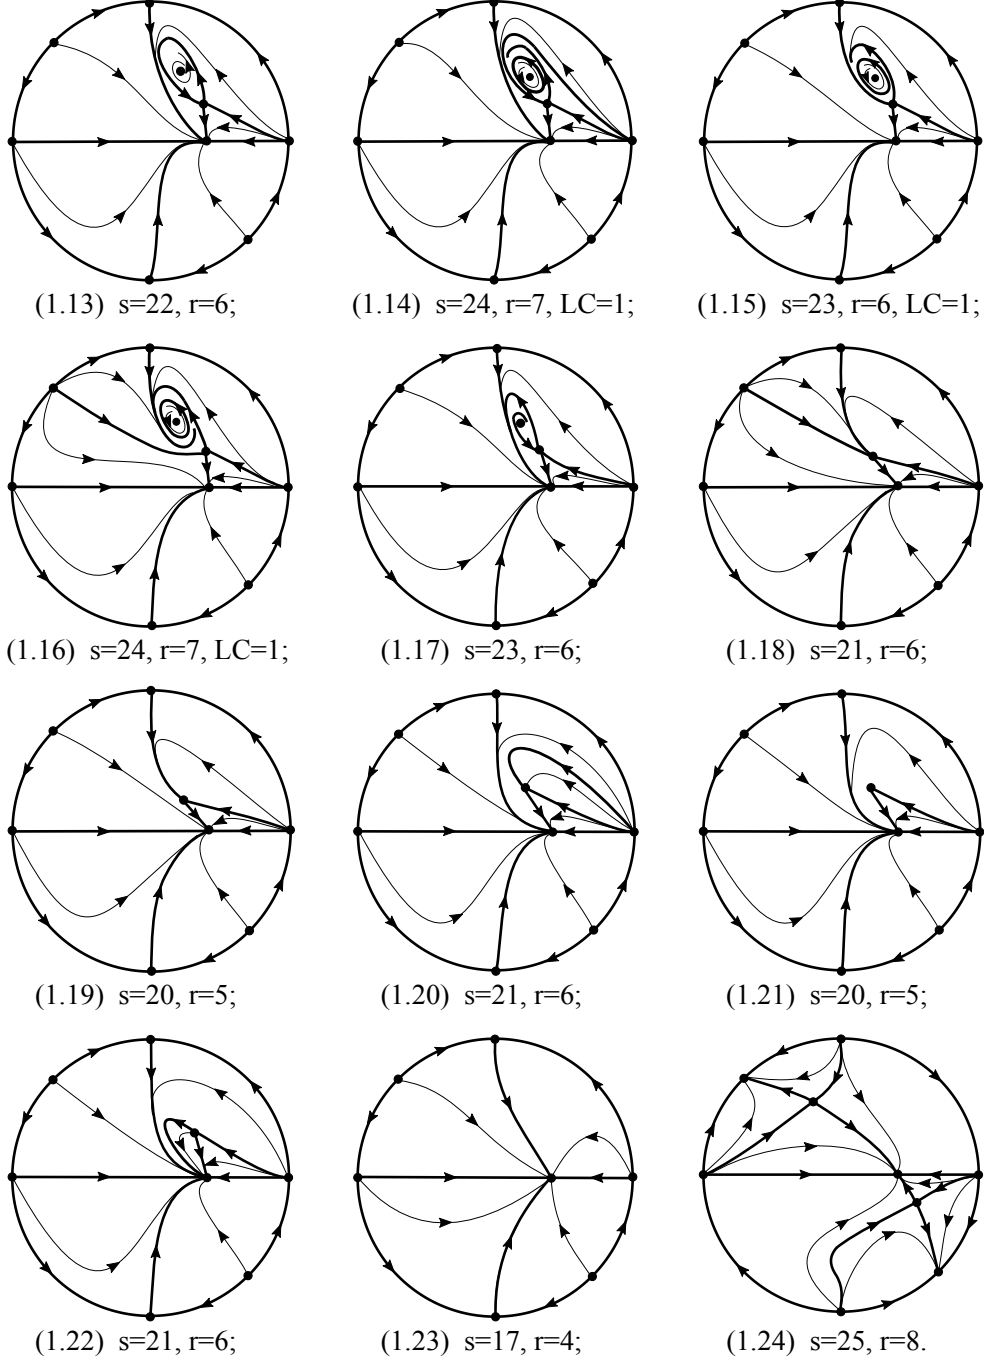 (1.13) s=22, r=6;
(1.14) s=24, r=7, LC=1;
(1.15) s=23, r=6, LC=1;
(1.16) s=24, r=7, LC=1;
(1.17) s=23, r=6;
(1.18) s=21, r=6;
(1.19) s=20, r=5;
(1.20) s=21, r=6;
(1.21) s=20, r=5;
(1.22) s=21, r=6;
(1.23) s=17, r=4;
(1.24) s=25, r=8.